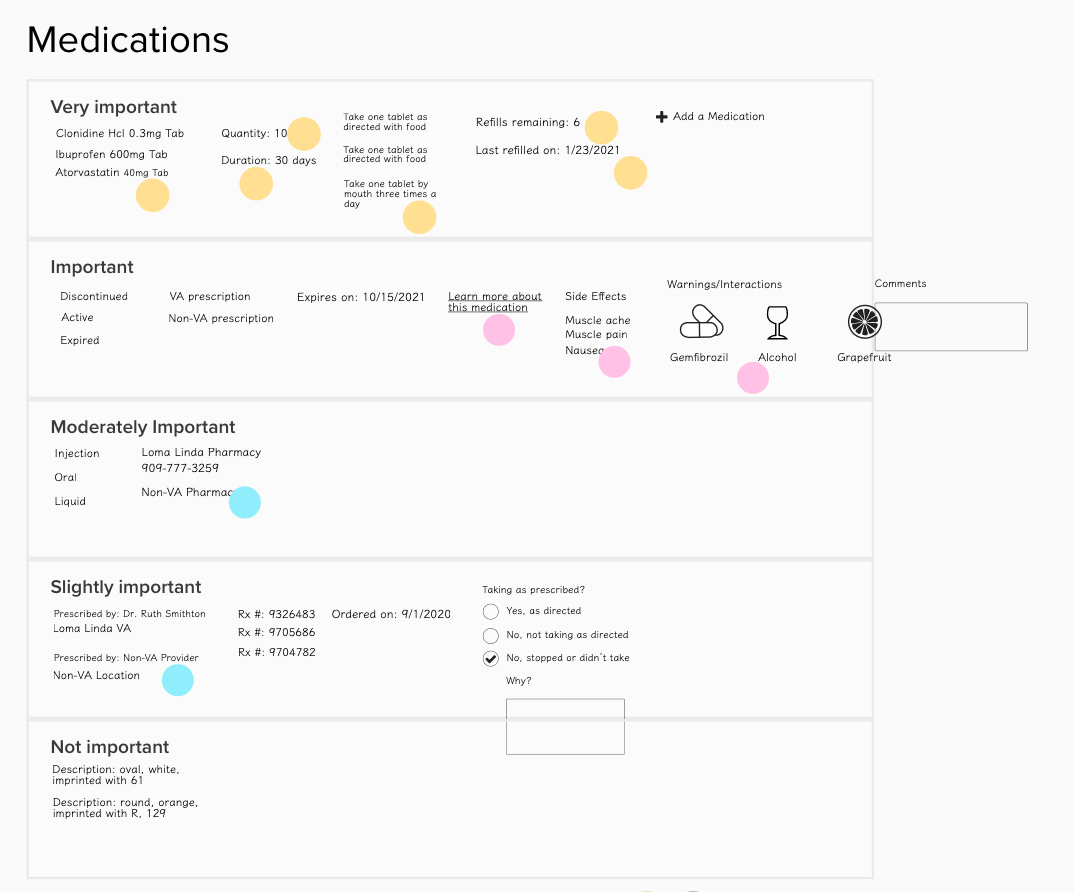 Medications
Very important
Clonidine Hcl 0.3mg Tab
Ibuprofen 600mg Tab
Atorvastatin 40mg Tab
Quantity: 10
Duration: 30 days
Take one tablet as
directed with food
Take one tablet as
directed with food
Take one tablet by
mouth three times a
day
Refills remaining: 6
Last refilled on: 1/23/2021
Add a Medication
Important
Discontinued
Active
Expired
VA prescription
Non-VA prescription
Expires on: 10/15/2021
Learn more about
this medication
Side Effects
Muscle ache
Muscle pain
Nausea
Warnings/Interactions
Gemfibrozil
Alcohol
Grapefruit
Comments
Moderately Important
Injection
Oral
Liquid
Loma Linda Pharmacy
909-777-3259
Non-VA Pharmac
Slightly important
Prescribed by: Dr. Ruth Smithton
Loma Linda VA
Prescribed by: Non-VA Provider
Non-VA Location
Rx #: 9326483
Rx #: 9705686
Rx #: 9704782
Ordered on: 9/1/2020
Taking as prescribed?
Yes, as directed
No, not taking as directed
No, stopped or didn't take
Why?
Not important
Description: oval, white,
imprinted with 61
Description: round, orange,
imprinted with R, 129